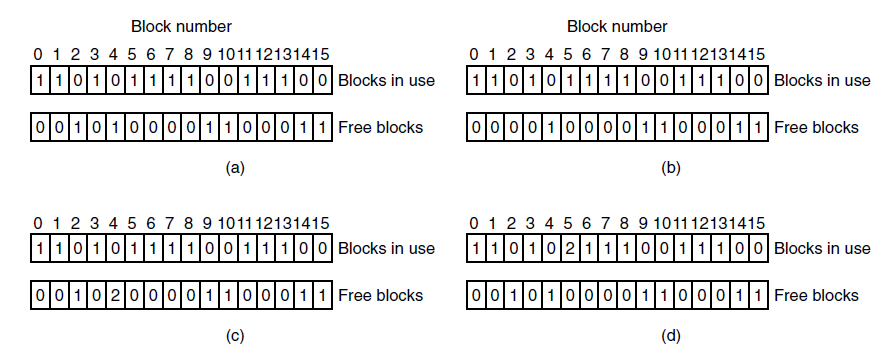 Block number
0 1 2 3 4 5 6 7 8 9 10 11 12 13 14 15
1 1 0 1 0 1 1 1 1 0 0 1 1 1 0 0 Blocks in use
0 0 1 0 1 0 0 0 0 1 1 0 0 0 1 1 Free blocks
(a)
Block number
0 1 2 3 4 5 6 7 8 9 10 11 12 13 14 15
1 1 0 1 0 1 1 1 1 0 0 1 1 1 0 0 Blocks in use
0 0 0 0 1 0 0 0 0 1 1 0 0 0 1 1 Free blocks
(b)
0 1 2 3 4 5 6 7 8 9 10 11 12 13 14 15
1 1 0 1 0 1 1 1 1 0 0 1 1 1 0 0 Blocks in use
0 0 1 0 2 0 0 0 0 1 1 0 0 0 1 1 Free blocks
(c)
0 1 2 3 4 5 6 7 8 9 10 11 12 13 14 15
1 1 0 1 0 2 1 1 1 0 0 1 1 1 0 0 Blocks in use
0 0 1 0 1 0 0 0 0 1 1 0 0 0 1 1 Free blocks
(d)